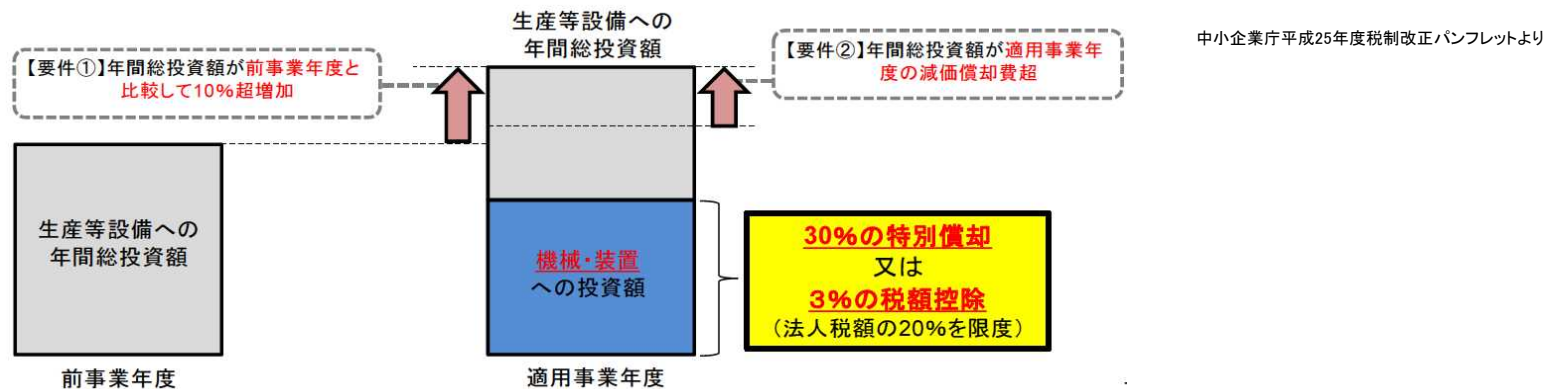 生産等設備への
年間総投資額
中小企業庁平成25年度税制改正パンフレットより
【要件①】年間総投資額が前事業年度と
比較して10%超増加
【要件②】年間総投資額が適用事業年
度の減価償却費超
生産等設備への
年間総投資額
機械・装置
への投資額
30%の特別償却
又は
3%の税額控除
(法人税額の20%を限度)
前事業年度
適用事業年度